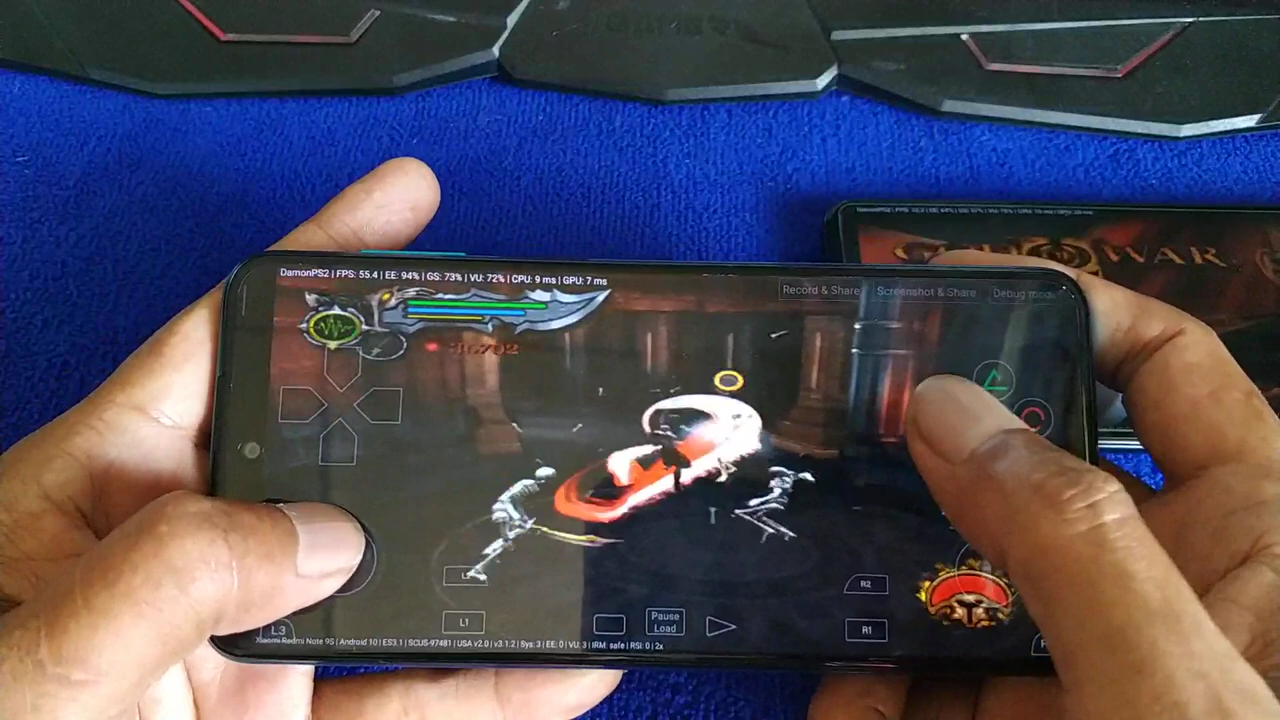 DamonPS2 | FPS: 55.4 | EE: 94% | GS: 73% | VU: 72% | CPU: 9 ms | GPU: 7 ms
Record & Share
Screenshot & Share
Debug mode
WAR
R2
L1
Pause
Load
R1
L3
Xiaomi Redmi Note 9S | Android 10 | ES3.1 | SCUS-97481 | USA v2.0 | v3.1.2 | Sys: 3 | EE: 0 | VU: 3 | IRM: safe | RSI: 0 | 2x